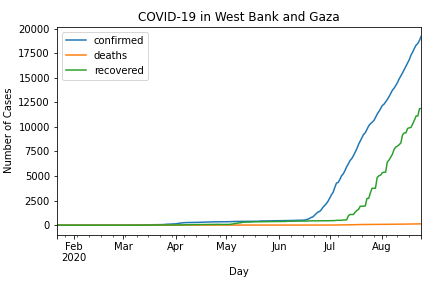 COVID-19 in West Bank and Gaza
confirmed
deaths
recovered
Number of Cases
20000
17500
15000
12500
10000
7500
5000
2500
0
Feb Mar Apr May Jun Jul Aug
2020
Day